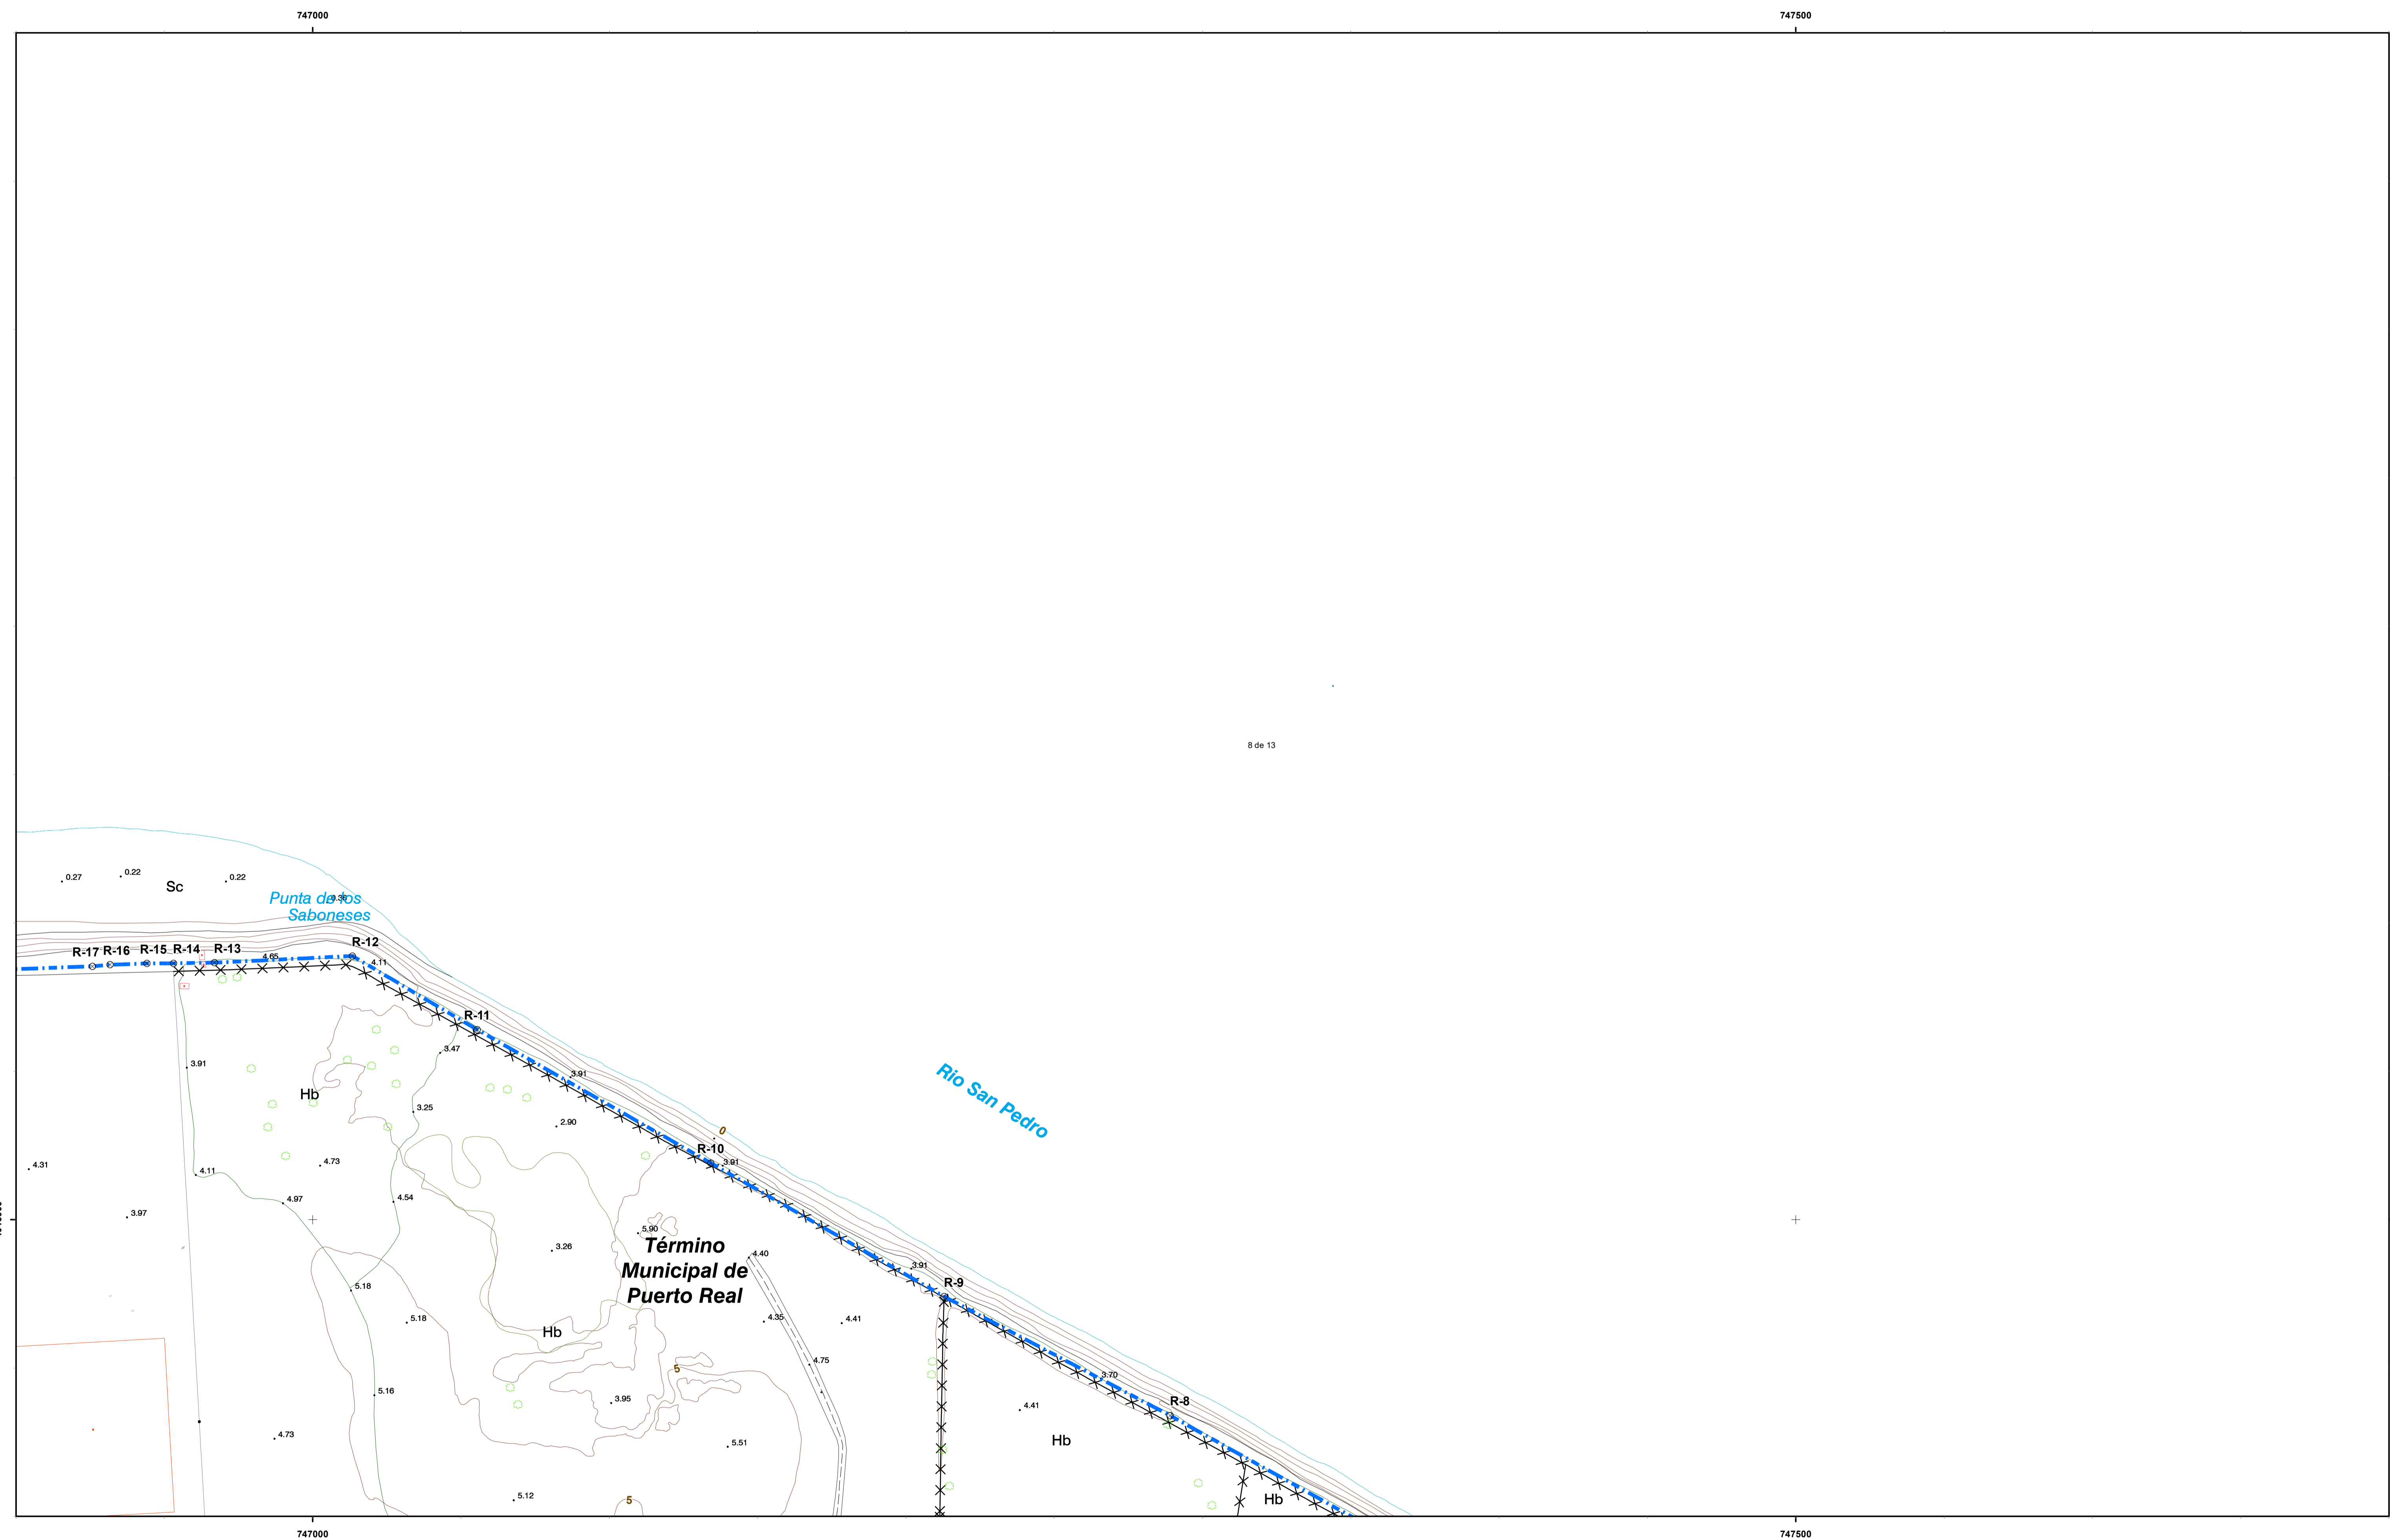 747000
747500
8 de 13
0.27
0.22
0.22
Sc
0.36
Punta de los
Saboneses
R-17
R-16
R-15
R-14
R-13
R-12
4.65
4.11
R-11
3.47
3.91
3.91
Rio San Pedro
Hb
3.25
2.90
0
R-10
3.91
4.31
4.11
4.73
4.97
4.54
3.97
5.90
3.26
Término
Municipal de
Puerto Real
4.40
3.91
R-9
5.18
5.18
4.35
4.41
Hb
4.75
5
3.70
5.16
3.95
4.41
R-8
4.73
5.51
Hb
5.12
5
Hb
747000
747500